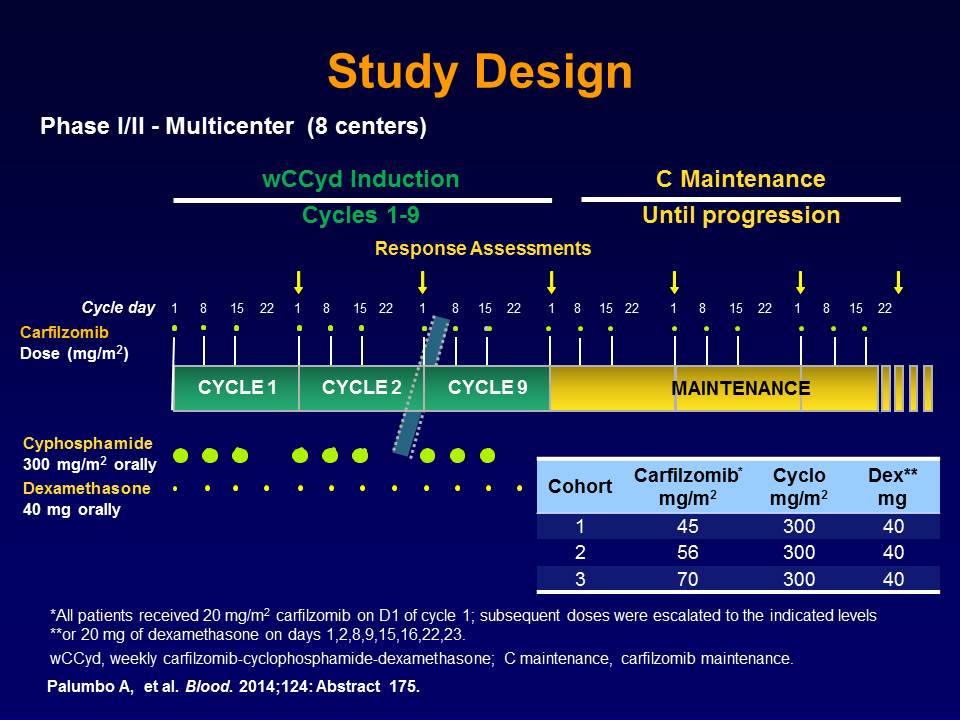 Study Design
Phase I/II - Multicenter (8 centers)
wCCyd Induction
Cycles 1-9
C Maintenance
Until progression
Response Assessments
Cycle day 1 8 15 22 1 8 15 22 1 8 15 22 1 8 15 22 1 8 15 22 1 8 15 22
Carfilzomib
Dose (mg/m2)
CYCLE 1 CYCLE 2 CYCLE 9 MAINTENANCE
Cyphosphamide
300 mg/m2 orally
Dexamethasone
40 mg orally
Cohort Carfilzomib* mg/m2 Cyclo mg/m2 Dex** mg
1 45 300 40
2 56 300 40
3 70 300 40
*All patients received 20 mg/m2 carfilzomib on D1 of cycle 1; subsequent doses were escalated to the indicated levels
**or 20 mg of dexamethasone on days 1,2,8,9,15,16,22,23.
wCCyd, weekly carfilzomib-cyclophosphamide-dexamethasone; C maintenance, carfilzomib maintenance.
Palumbo A, et al. Blood. 2014;124: Abstract 175.